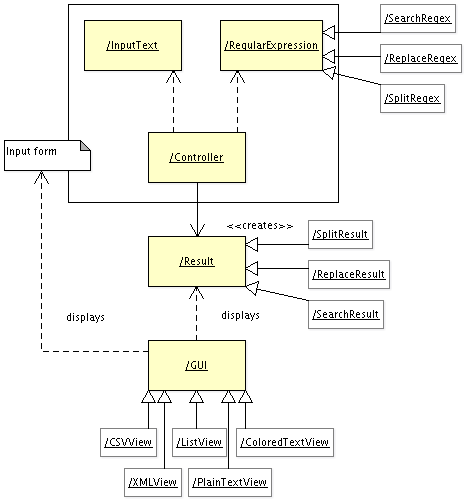 /SearchRegex
/InputText
/RegularExpression
/ReplaceRegex
/SplitRegex
Input form
/Controller
<<creates>>
/SplitResult
/Result
/ReplaceResult
/SearchResult
displays
displays
/GUI
/CSVView
/ListView
/ColoredTextView
/XMLView
/PlainTextView